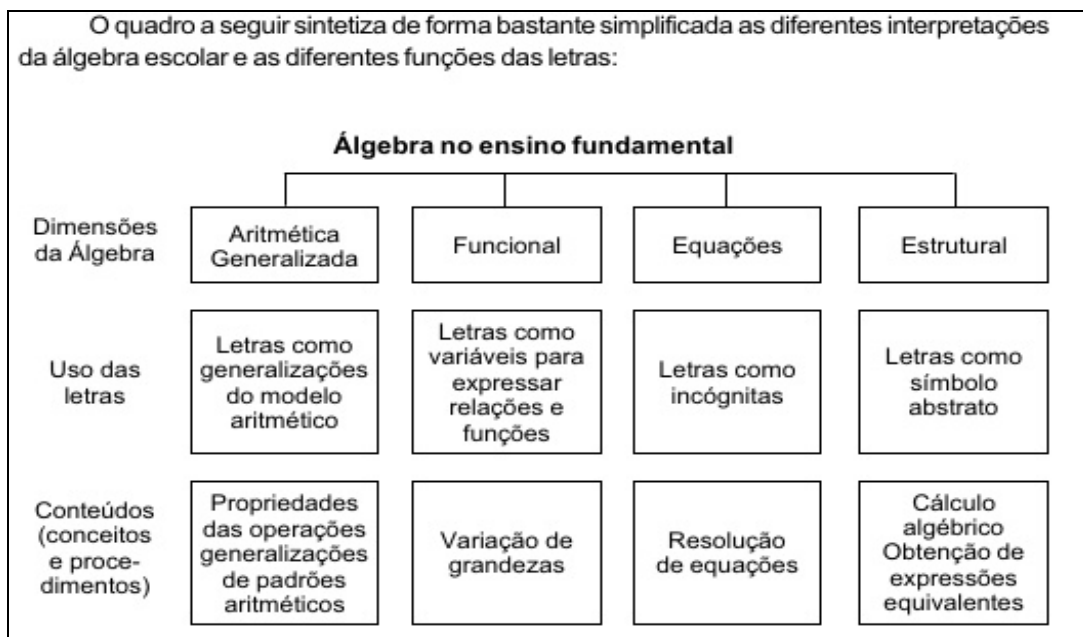 O quadro a seguir sintetiza de forma bastante simplificada as diferentes interpretações
da álgebra escolar e as diferentes funções das letras:
Álgebra no ensino fundamental
Dimensões
da Álgebra
Aritmética
Generalizada
Funcional
Equações
Estrutural
Uso das
letras
Letras como
generalizações
do modelo
aritmético
Letras como
variáveis para
expressar
relações e
funções
Letras como
incógnitas
Letras como
símbolo
abstrato
Conteúdos
(conceitos
e proce-
dimentos)
Propriedades
das operações
generalizações
de padrões
aritméticos
Variação de
grandezas
Resolução
de equações
Cálculo
algébrico
Obtenção de
expressões
equivalentes